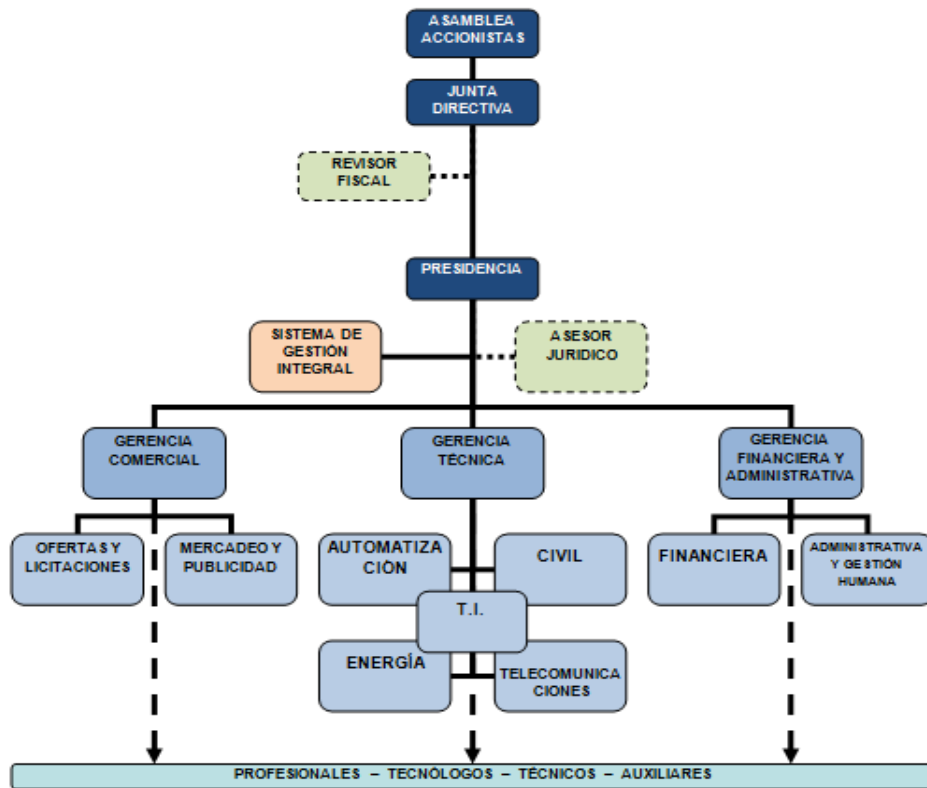 ASAMBLEA
ACCIONISTAS
JUNTA
DIRECTIVA
REVISOR
FISCAL
PRESIDENCIA
SISTEMA DE
GESTIÓN
INTEGRAL
ASESOR
JURIDICO
GERENCIA
COMERCIAL
GERENCIA
TÉCNICA
GERENCIA
FINANCIERA Y
ADMINISTRATIVA
OFERTAS Y
LICITACIONES
MERCADEO Y
PUBLICIDAD
AUTOMATIZA
CIÓN
CIVIL
T.I.
ENERGÍA
TELECOMUNICA
CIONES
FINANCIERA
ADMINISTRATIVA
Y GESTIÓN
HUMANA
PROFESIONALES – TECNÓLOGOS – TÉCNICOS – AUXILIARES